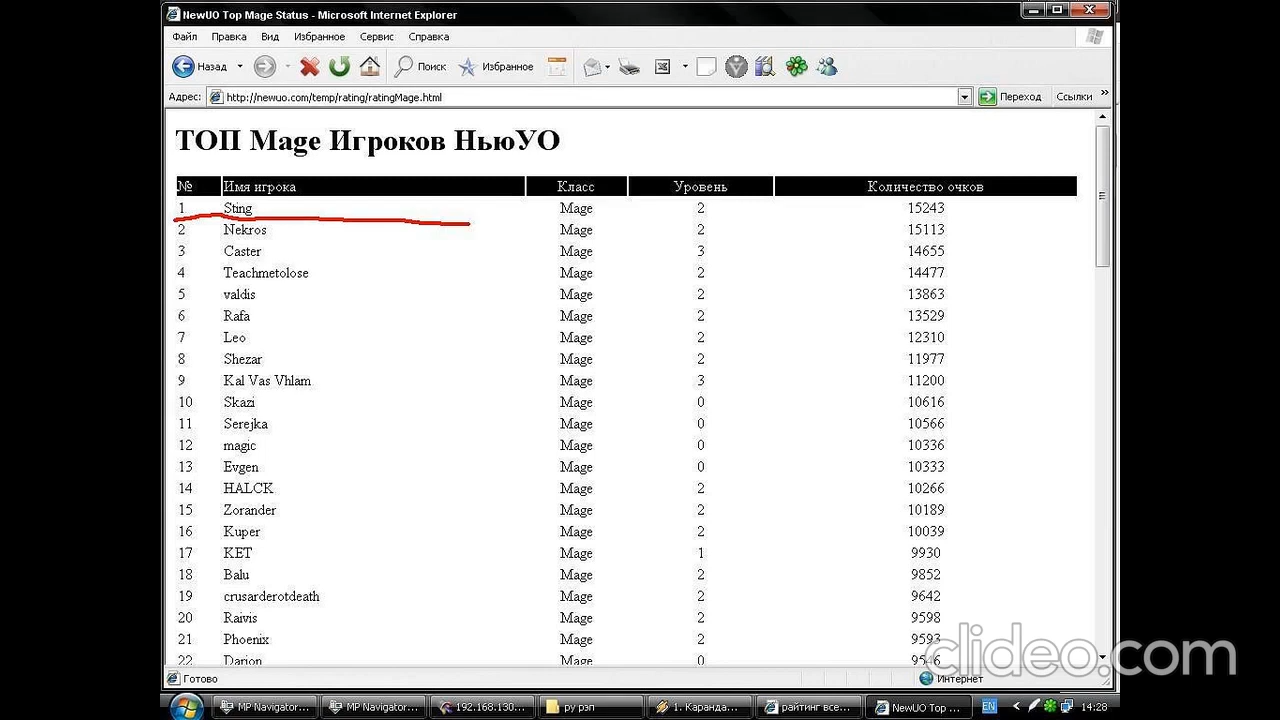 NewUO Top Mage Status - Microsoft Internet Explorer
Файл Правка Вид Избранное Сервис Справка
Назад Поиск Избранное
Адрес: http://newuo.com/temp/rating/ratingMage.html Переход Ссылки »
ТОП Mage Игроков НьюУО
№ Имя игрока Класс Уровень Количество очков
1 Sting Mage 2 15243
2 Nekros Mage 2 15113
3 Caster Mage 3 14655
4 Teachmetolose Mage 2 14477
5 valdis Mage 2 13863
6 Rafa Mage 2 13529
7 Leo Mage 2 12310
8 Shezar Mage 2 11977
9 Kal Vas Vhlam Mage 3 11200
10 Skazi Mage 0 10616
11 Serejka Mage 0 10566
12 magic Mage 0 10336
13 Evgen Mage 0 10333
14 HALCK Mage 2 10266
15 Zorander Mage 2 10189
16 Kuper Mage 2 10039
17 KET Mage 1 9930
18 Balu Mage 2 9852
19 crusarderotdeath Mage 2 9642
20 Raivis Mage 2 9598
21 Phoenix Mage 2 9593
22 Darion Mage 0 9546
clideo.com
Готово Интернет
MP Navigator... MP Navigator... 192.168.130... ру рэп 1. Каранда... райтинг все... NewUO Top ... EN 14:28